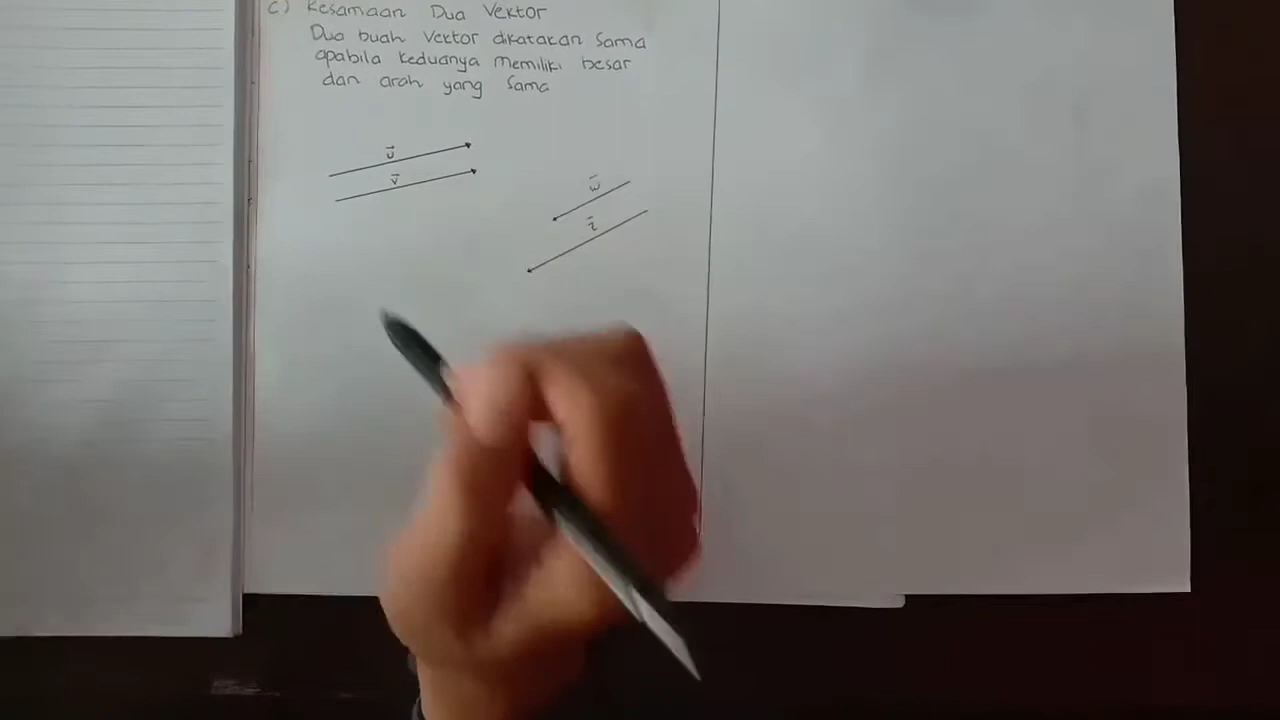 c) Kesamaan Dua Vektor
Dua buah Vektor dikatakan Sama
apabila keduanya memiliki besar
dan arah yang Sama
u⃗
v⃗
w̄
z̄